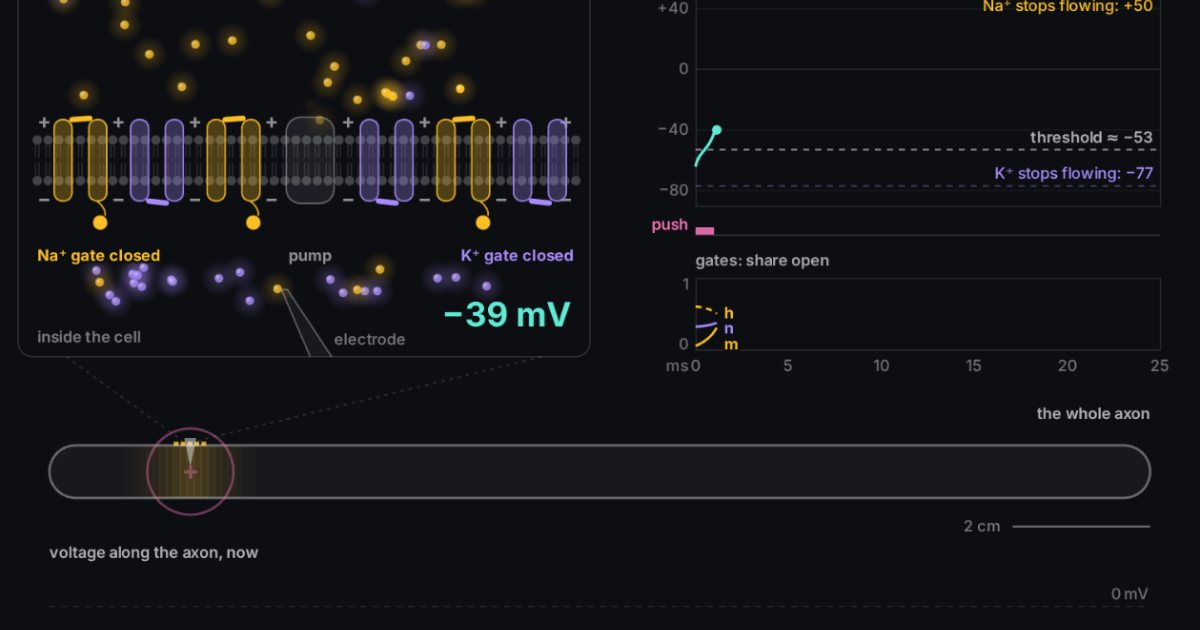 +40
Na⁺ stops flowing: +50
0
−40
threshold ≈ −53
K⁺ stops flowing: −77
−80
push
Na⁺ gate closed
pump
K⁺ gate closed
gates: share open
1
h
n
m
0
−39 mV
inside the cell
electrode
ms 0 5 10 15 20 25
the whole axon
2 cm
voltage along the axon, now
0 mV